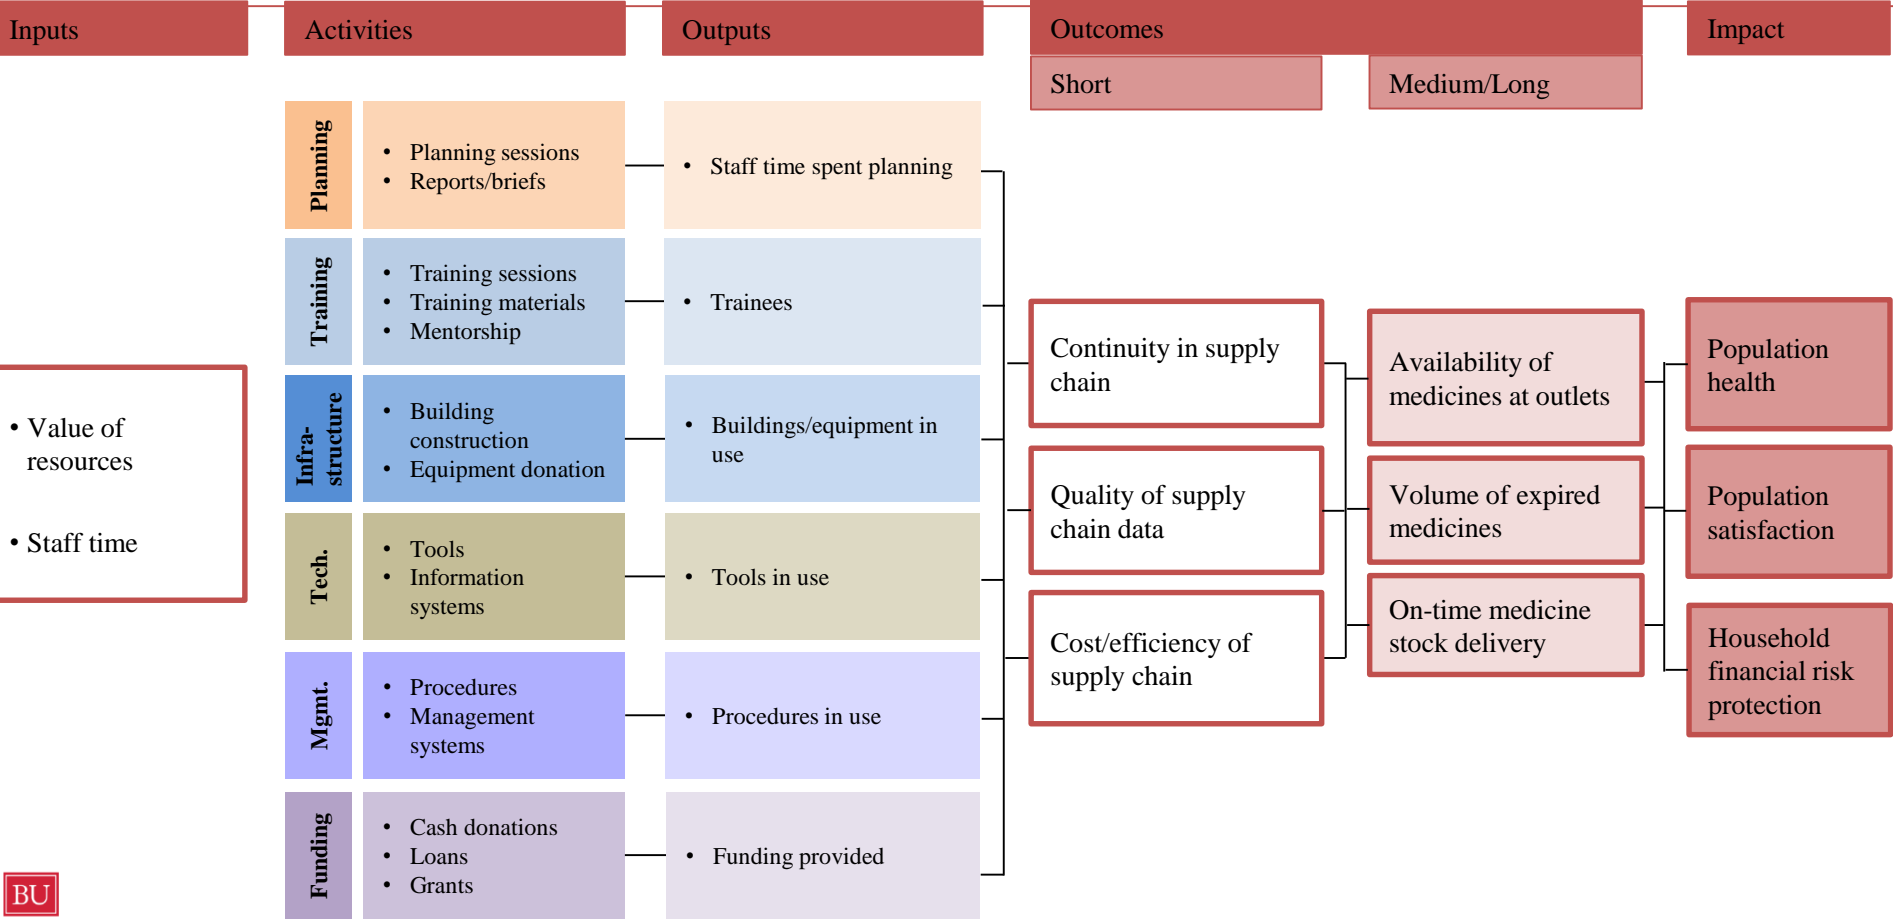 Inputs
Activities
Outputs
Outcomes
Impact
Short
Medium/Long
• Value of
resources
• Staff time
Planning
• Planning sessions
• Reports/briefs
• Staff time spent planning
Training
• Training sessions
• Training materials
• Mentorship
• Trainees
Infra-
structure
• Building
construction
• Equipment donation
• Buildings/equipment in
use
Tech.
• Tools
• Information
systems
• Tools in use
Mgmt.
• Procedures
• Management
systems
• Procedures in use
Funding
• Cash donations
• Loans
• Grants
• Funding provided
Continuity in supply
chain
Quality of supply
chain data
Cost/efficiency of
supply chain
Availability of
medicines at outlets
Volume of expired
medicines
On-time medicine
stock delivery
Population
health
Population
satisfaction
Household
financial risk
protection
BU